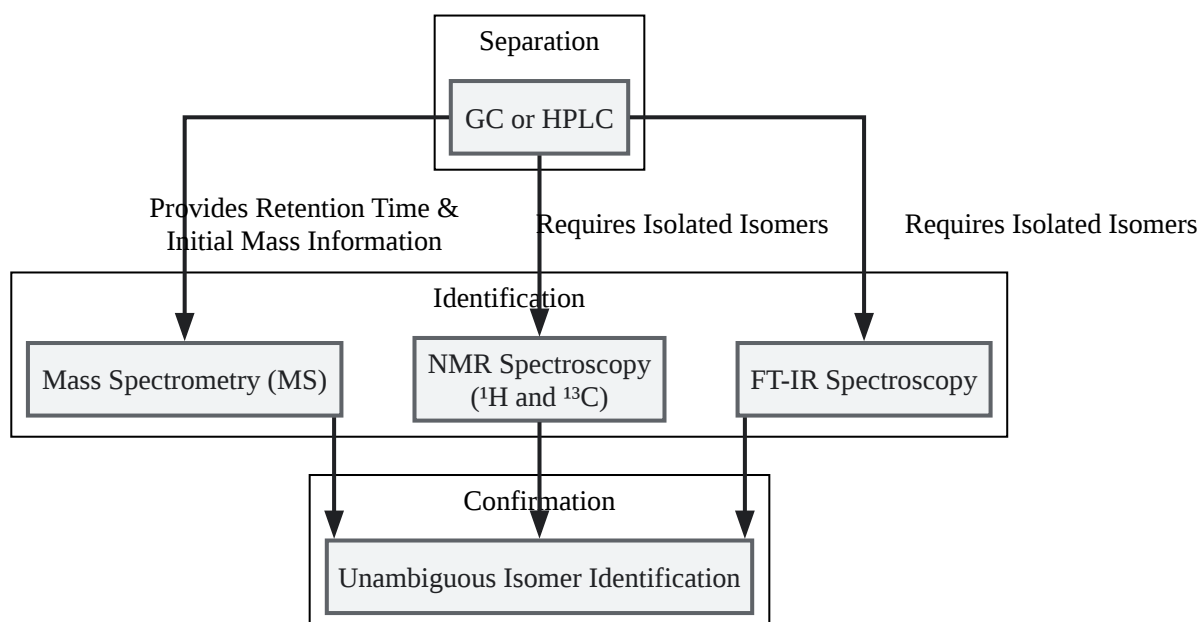 Separation
GC or HPLC
Provides Retention Time &
Initial Mass Information
Requires Isolated Isomers
Requires Isolated Isomers
Identification
Mass Spectrometry (MS)
NMR Spectroscopy
(¹H and ¹³C)
FT-IR Spectroscopy
Confirmation
Unambiguous Isomer Identification